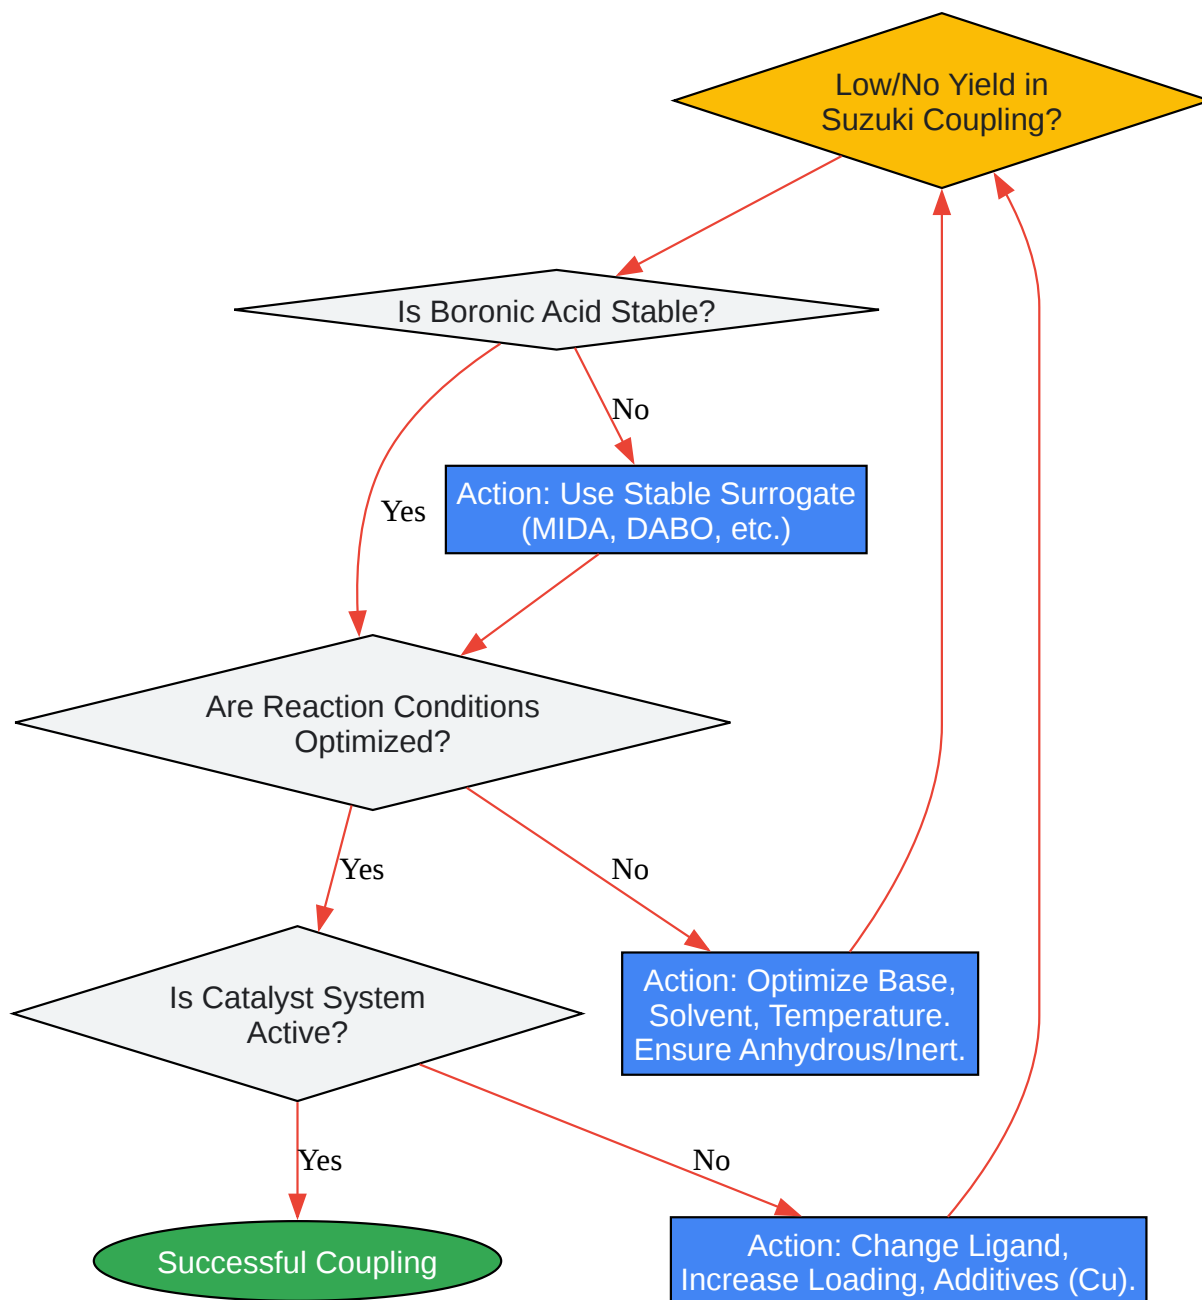 Low/No Yield in
Suzuki Coupling?
Is Boronic Acid Stable?
No
Yes
Action: Use Stable Surrogate
(MIDA, DABO, etc.)
Are Reaction Conditions
Optimized?
Yes
No
Is Catalyst System
Active?
Action: Optimize Base,
Solvent, Temperature.
Ensure Anhydrous/Inert.
Yes
No
Successful Coupling
Action: Change Ligand,
Increase Loading, Additives (Cu).